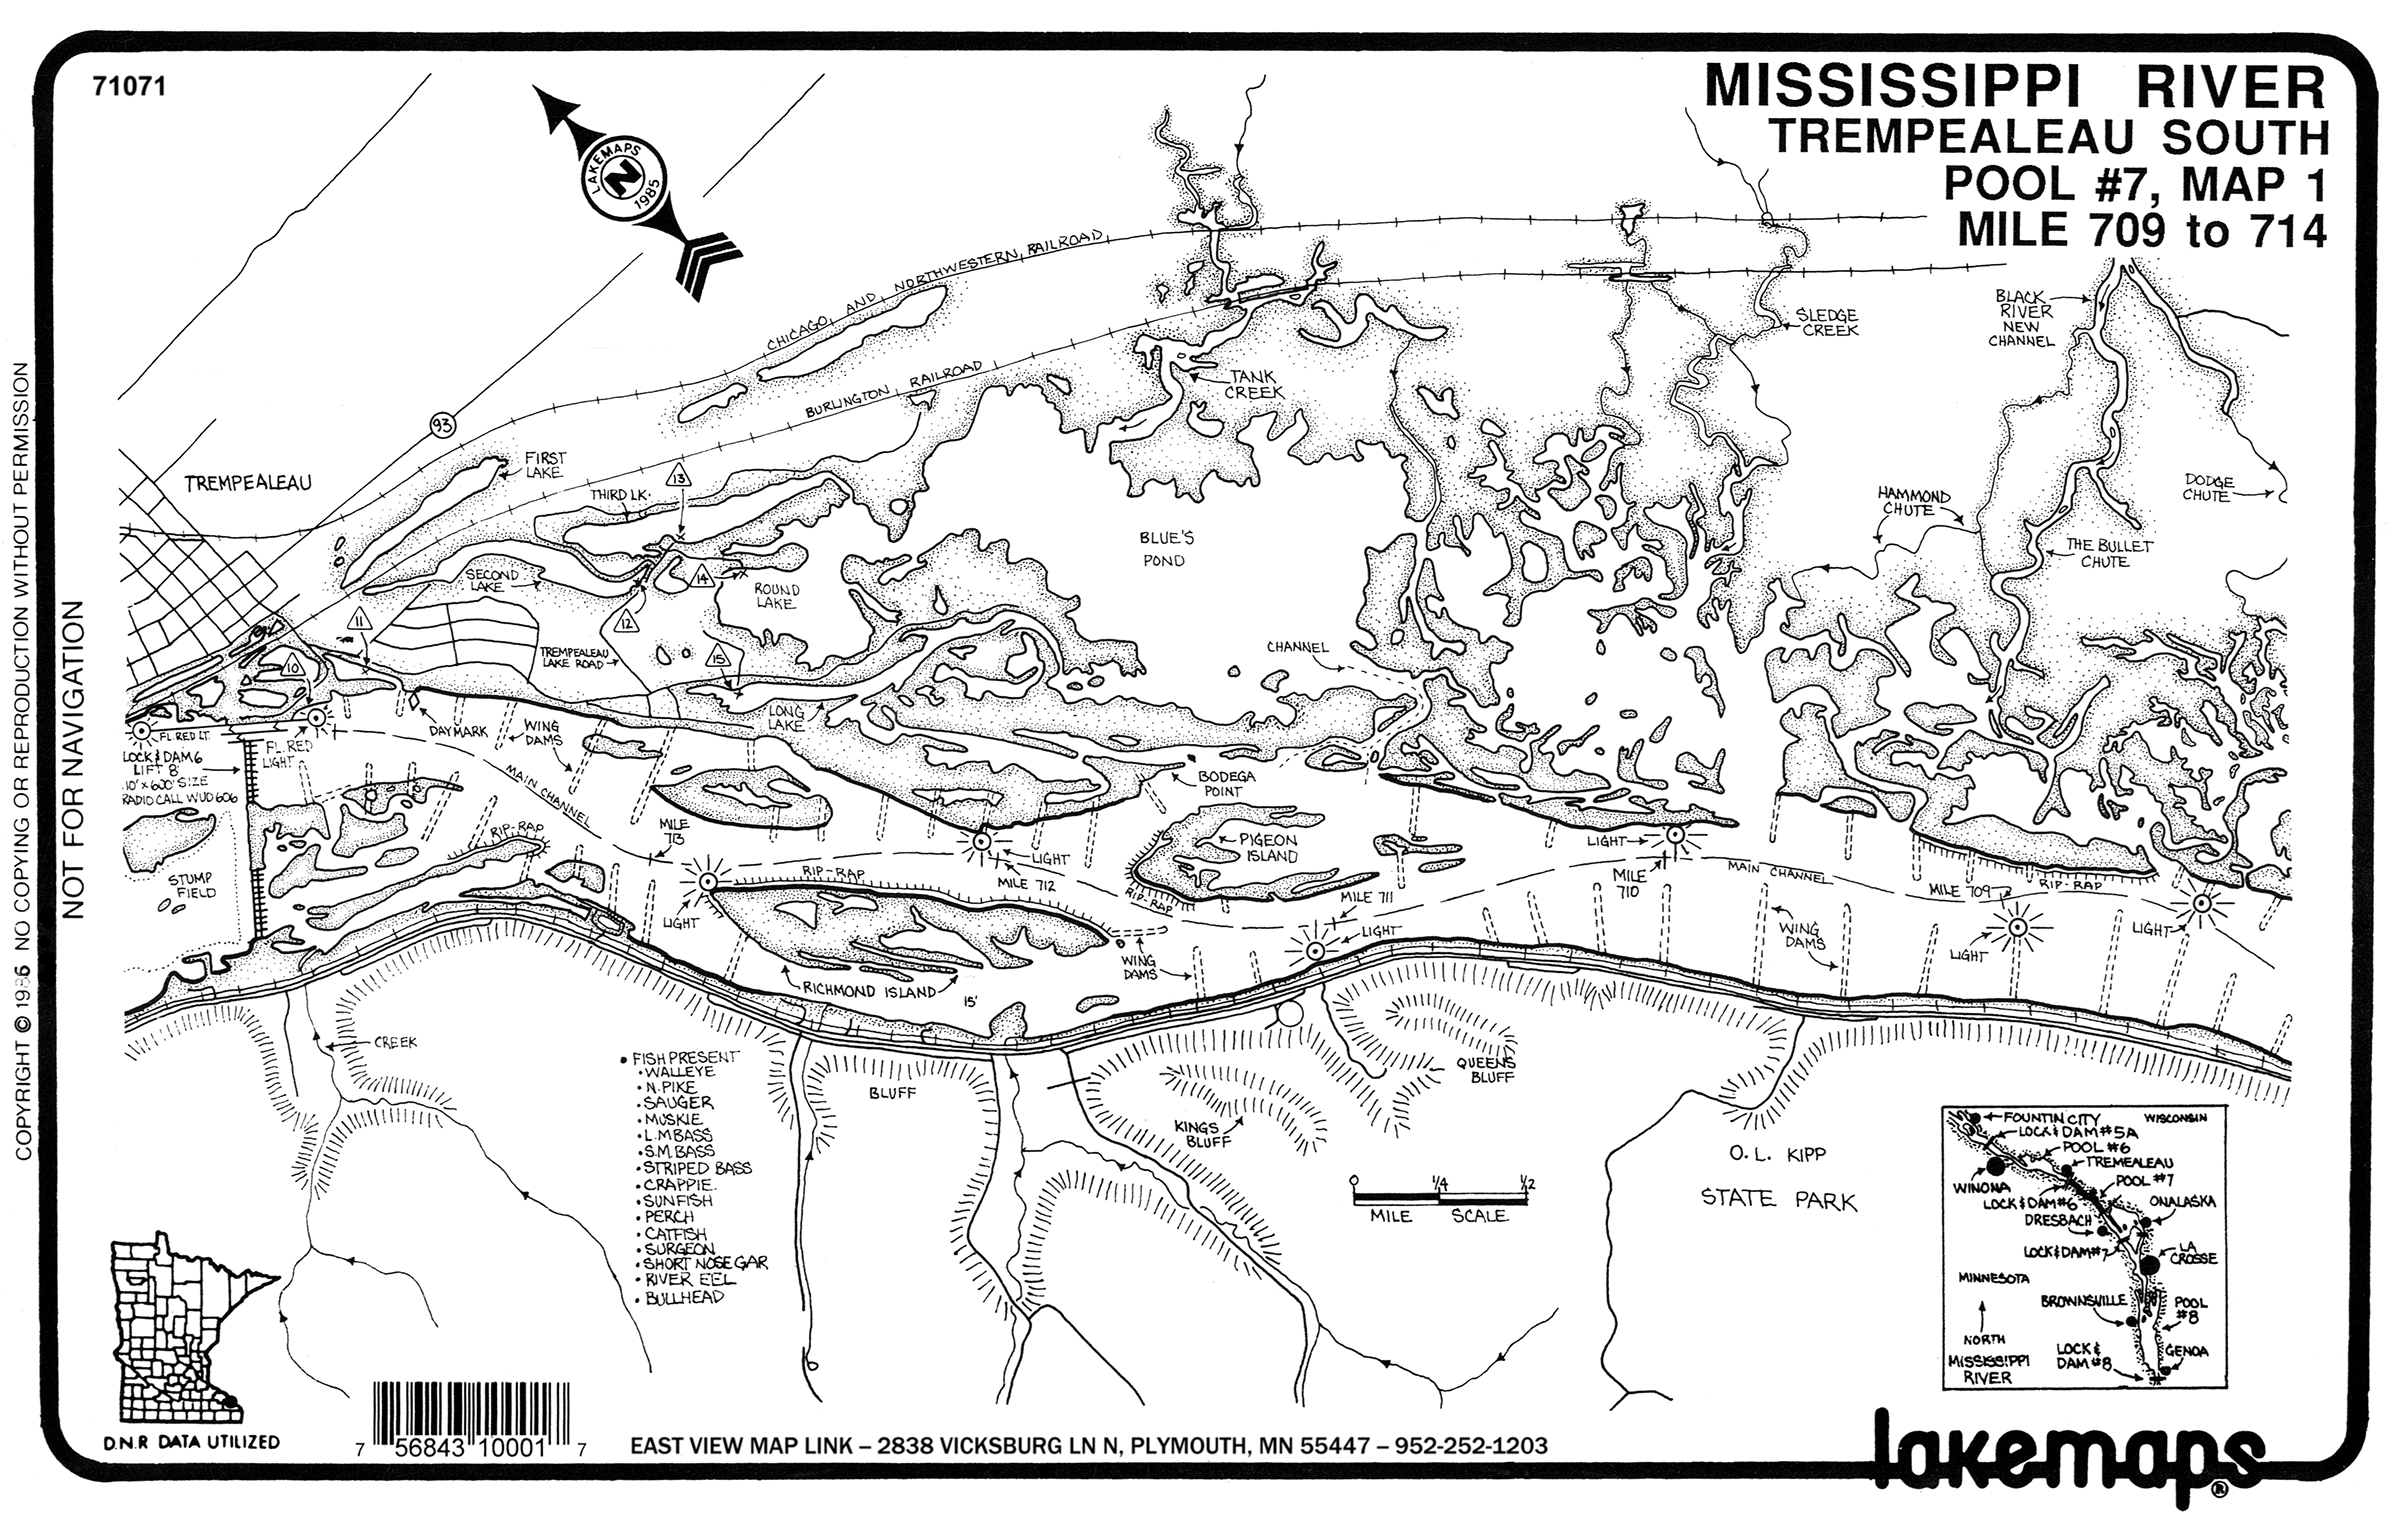 71071
MISSISSIPPI RIVER
TREMPEALEAU SOUTH
POOL #7, MAP 1
MILE 709 to 714
LAKEMAPS
N
1985
COPYRIGHT © 1986 NO COPYING OR REPRODUCTION WITHOUT PERMISSION
NOT FOR NAVIGATION
CHICAGO AND NORTHWESTERN RAILROAD
BURLINGTON RAILROAD
93
TREMPEALEAU
FIRST
LAKE
THIRD LK.
13
SECOND
LAKE
14
12
ROUND
LAKE
11
10
TREMPEALEAU
LAKE ROAD
15
LONG
LAKE
TANK
CREEK
BLUE'S
POND
CHANNEL
SLEDGE
CREEK
BLACK
RIVER
NEW
CHANNEL
HAMMOND
CHUTE
DODGE
CHUTE
THE BULLET
CHUTE
FL. RED LT.
LOCK & DAM 6
LIFT 8'
10' x 600' SIZE
RADIO CALL WUD 606
FL. RED
LIGHT
DAYMARK
WING
DAMS
MAIN CHANNEL
BODEGA
POINT
PIGEON
ISLAND
STUMP
FIELD
RIP-RAP
MILE
713
LIGHT
RIP-RAP
LIGHT
MILE 712
RIP-RAP
MILE 711
LIGHT
LIGHT
MILE
710
MAIN CHANNEL
MILE 709
RIP-RAP
LIGHT
LIGHT
WING
DAMS
WING
DAMS
RICHMOND ISLAND
15'
CREEK
BLUFF
KINGS
BLUFF
QUEENS
BLUFF
O.L. KIPP
STATE PARK
• FISH PRESENT
• WALLEYE
• N. PIKE
• SAUGER
• MUSKIE
• L.M BASS
• S.M. BASS
• STRIPED BASS
• CRAPPIE
• SUNFISH
• PERCH
• CATFISH
• SURGEON
• SHORT NOSE GAR
• RIVER EEL
• BULLHEAD
0 1/4 1/2
MILE SCALE
FOUNTIN CITY
WISCONSIN
LOCK & DAM #5A
POOL #6
TREMEALEAU
POOL #7
WINONA
LOCK & DAM #6
ONALASKA
DRESBACH
LOCK & DAM #7
LA
CROSSE
MINNESOTA
BROWNSVILLE
POOL
#8
NORTH
MISSISSIPPI
RIVER
LOCK &
DAM #8
GENOA
D.N.R DATA UTILIZED
7 56843 10001 7
EAST VIEW MAP LINK – 2838 VICKSBURG LN N, PLYMOUTH, MN 55447 – 952-252-1203
lakemaps®